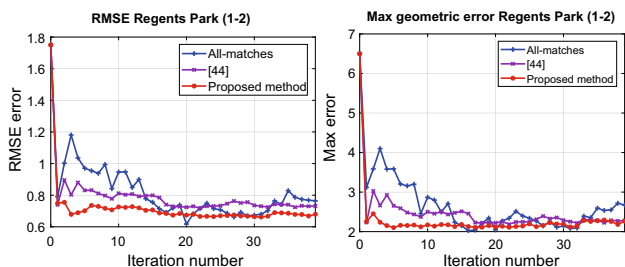 RMSE Regents Park (1-2)
1.8
1.6
1.4
1.2
1
0.8
0.6
RMSE error
All-matches
[44]
Proposed method
0
10
20
30
Iteration number
Max geometric error Regents Park (1-2)
7
6
5
4
3
2
Max error
All-matches
[44]
Proposed method
0
10
20
30
Iteration number